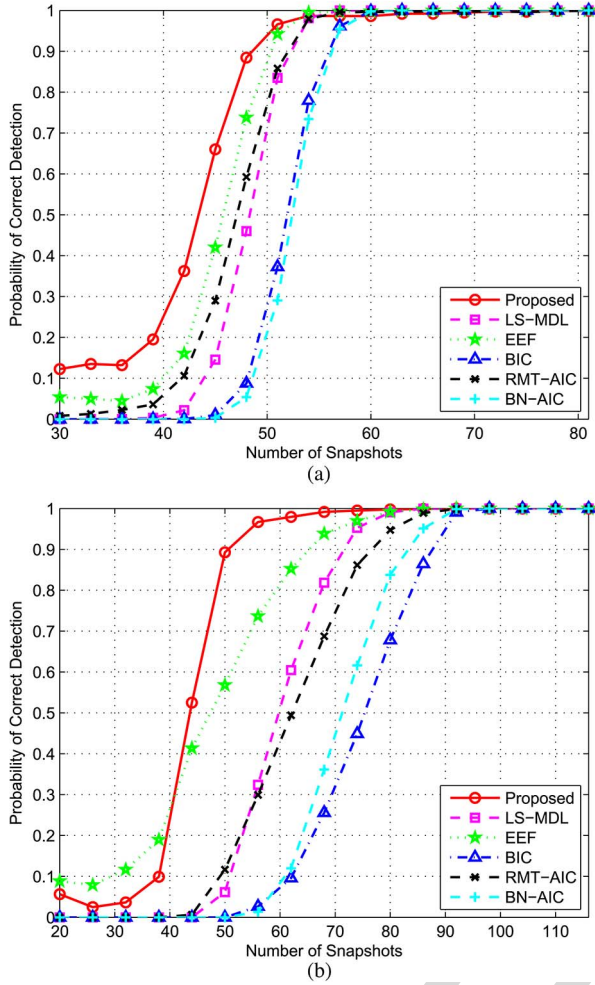 1
0.9
0.8
0.7
0.6
0.5
0.4
0.3
0.2
0.1
0
Probability of Correct Detection
Proposed
LS-MDL
EEF
BIC
RMT-AIC
BN-AIC
30 40 50 60 70 80
Number of Snapshots
(a)
1
0.9
0.8
0.7
0.6
0.5
0.4
0.3
0.2
0.1
0
Probability of Correct Detection
Proposed
LS-MDL
EEF
BIC
RMT-AIC
BN-AIC
20 30 40 50 60 70 80 90 100 110
Number of Snapshots
(b)